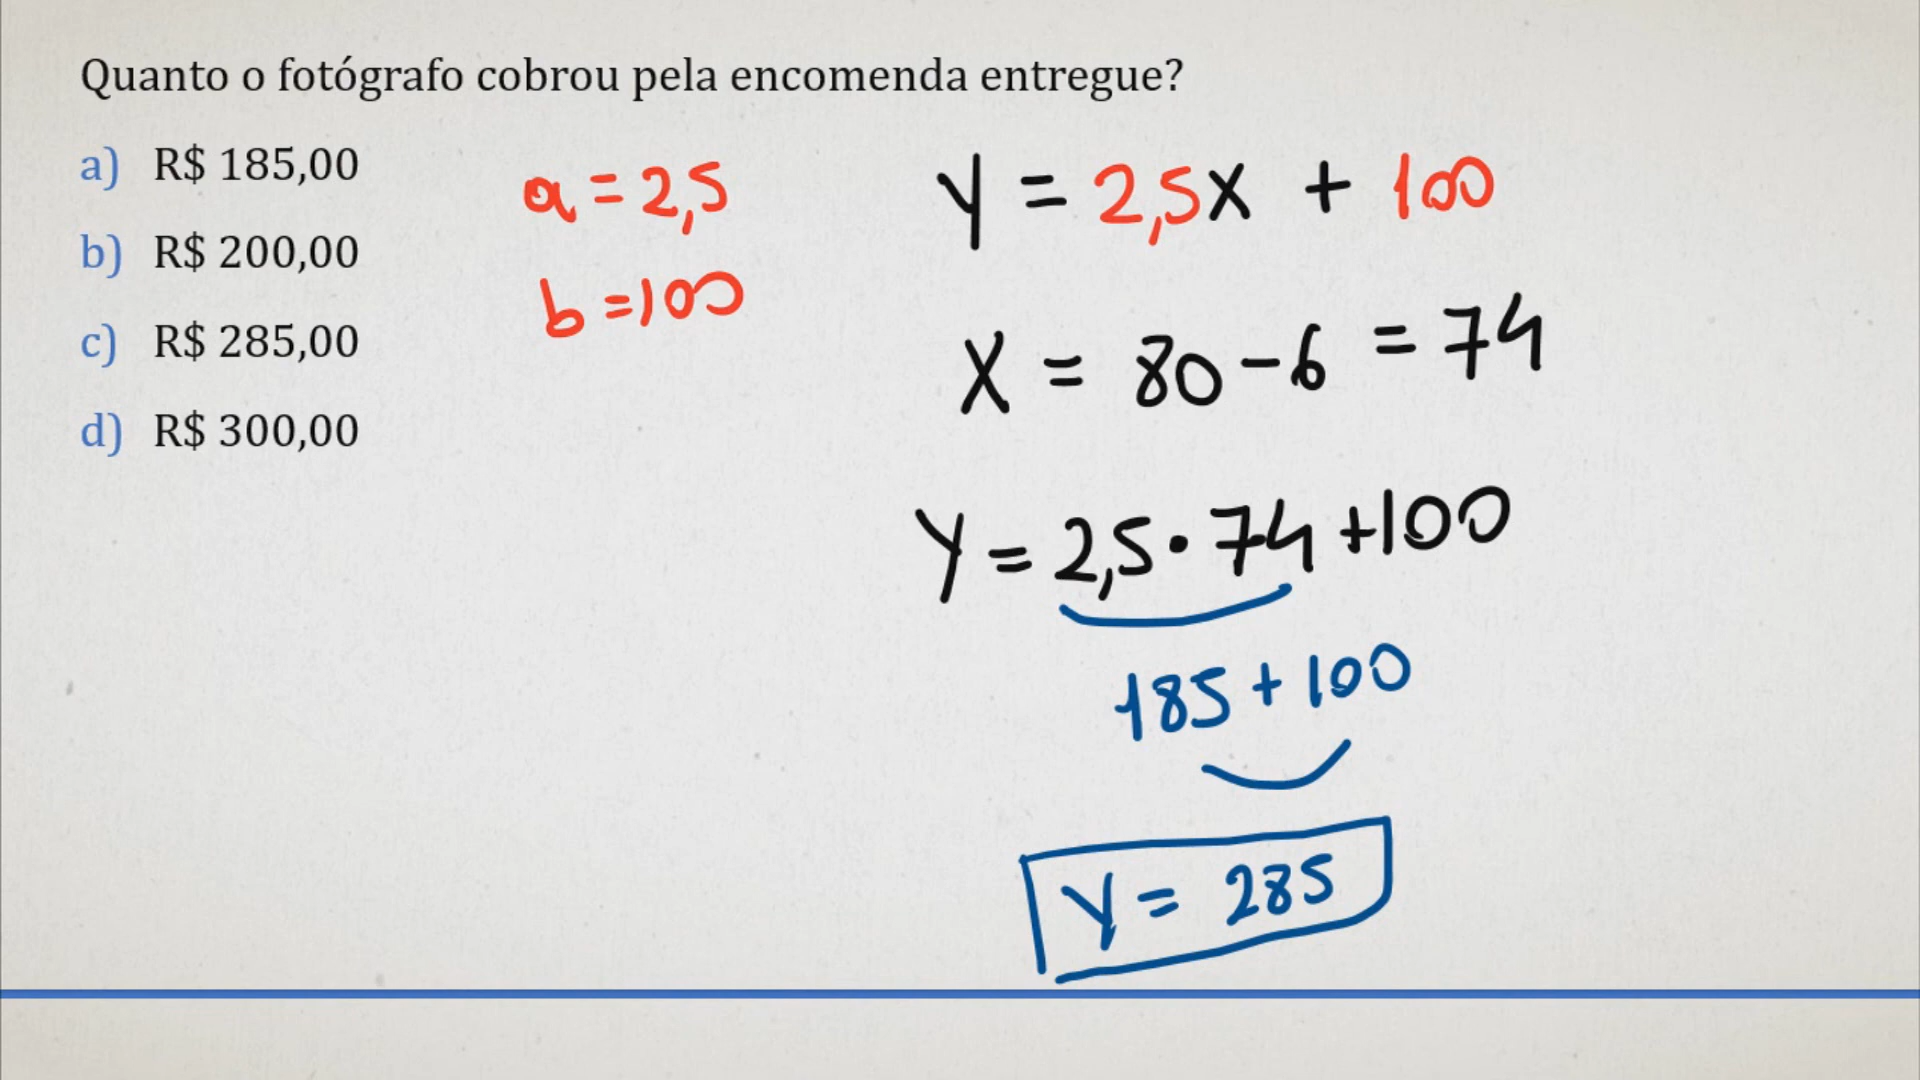 Quanto o fotógrafo cobrou pela encomenda entregue?
a) R$ 185,00
b) R$ 200,00
c) R$ 285,00
d) R$ 300,00
a = 2,5
b = 100
y = 2,5x + 100
x = 80 - 6 = 74
y = 2,5 · 74 + 100
185 + 100
y = 285